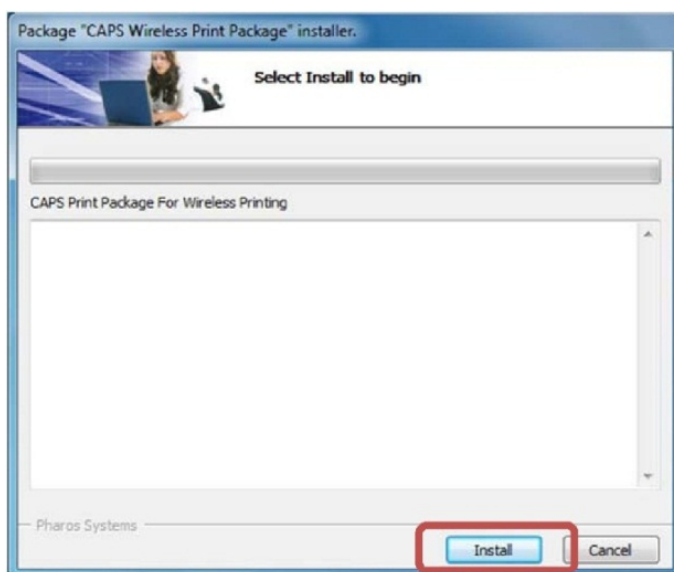 Package "CAPS Wireless Print Package" installer.
Select Install to begin
CAPS Print Package For Wireless Printing
Pharos Systems
Install
Cancel